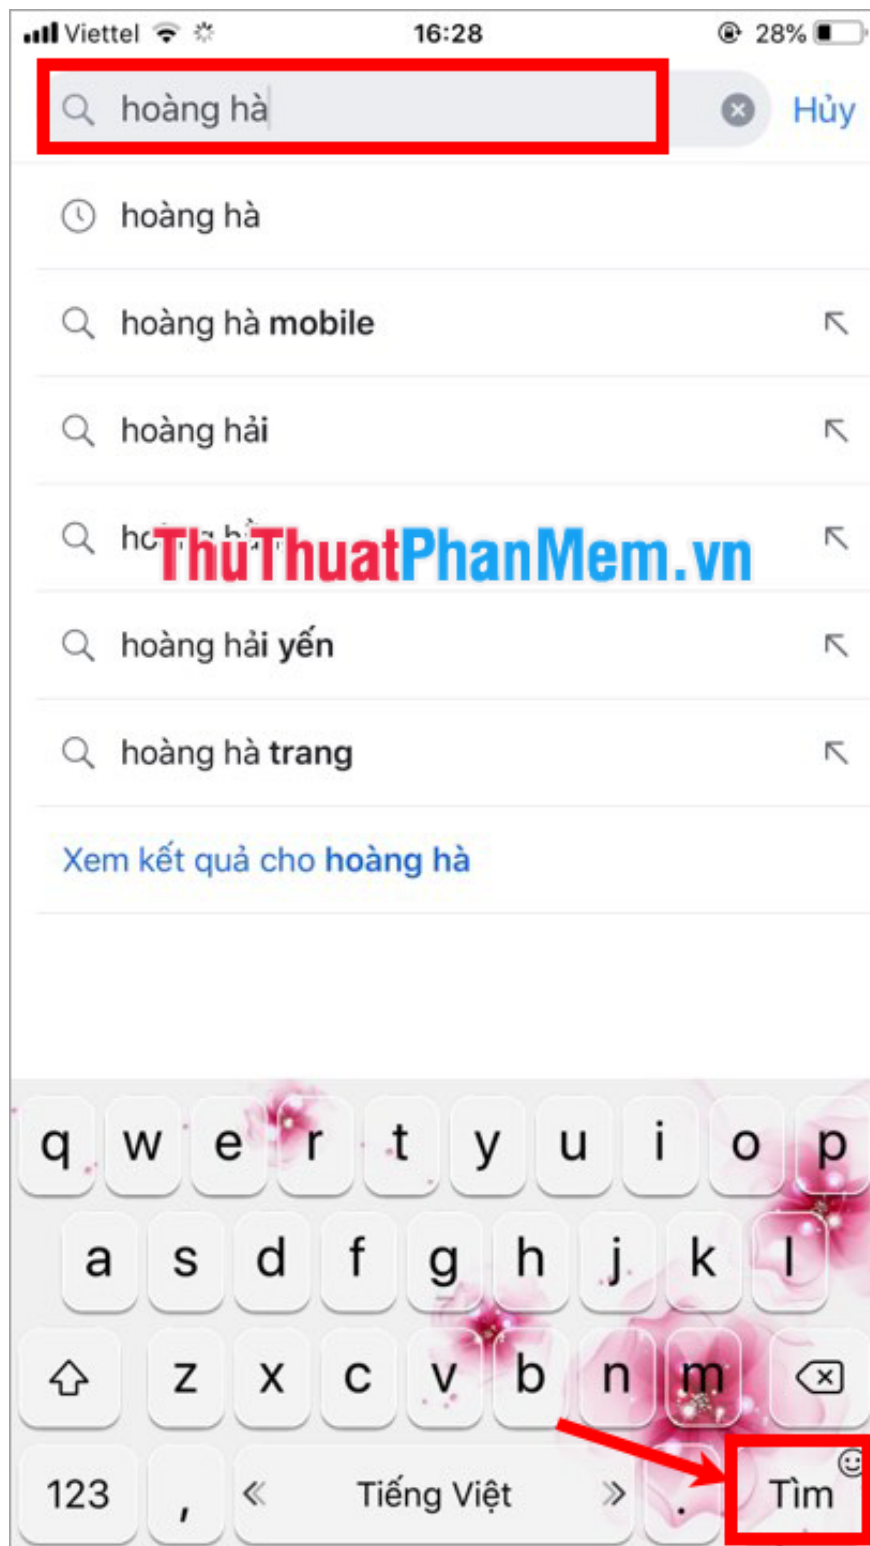 Viettel 16:28 28%
hoàng hà Hủy
hoàng hà
hoàng hà mobile
hoàng hải
ThuThuatPhanMem.vn
hoàng hải yến
hoàng hà trang
Xem kết quả cho hoàng hà
q w e r t y u i o p
a s d f g h j k l
z x c v b n m
123 , « Tiếng Việt » . Tìm